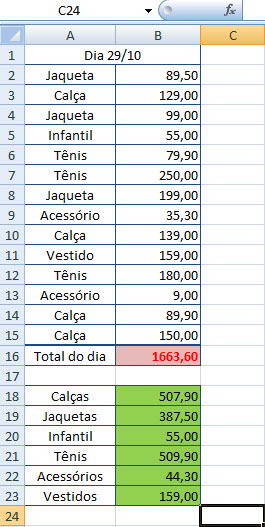 C24 fx
A B C
1 Dia 29/10
2 Jaqueta 89,50
3 Calça 129,00
4 Jaqueta 99,00
5 Infantil 55,00
6 Tênis 79,90
7 Tênis 250,00
8 Jaqueta 199,00
9 Acessório 35,30
10 Calça 139,00
11 Vestido 159,00
12 Tênis 180,00
13 Acessório 9,00
14 Calça 89,90
15 Calça 150,00
16 Total do dia 1663,60
17
18 Calças 507,90
19 Jaquetas 387,50
20 Infantil 55,00
21 Tênis 509,90
22 Acessórios 44,30
23 Vestidos 159,00
24